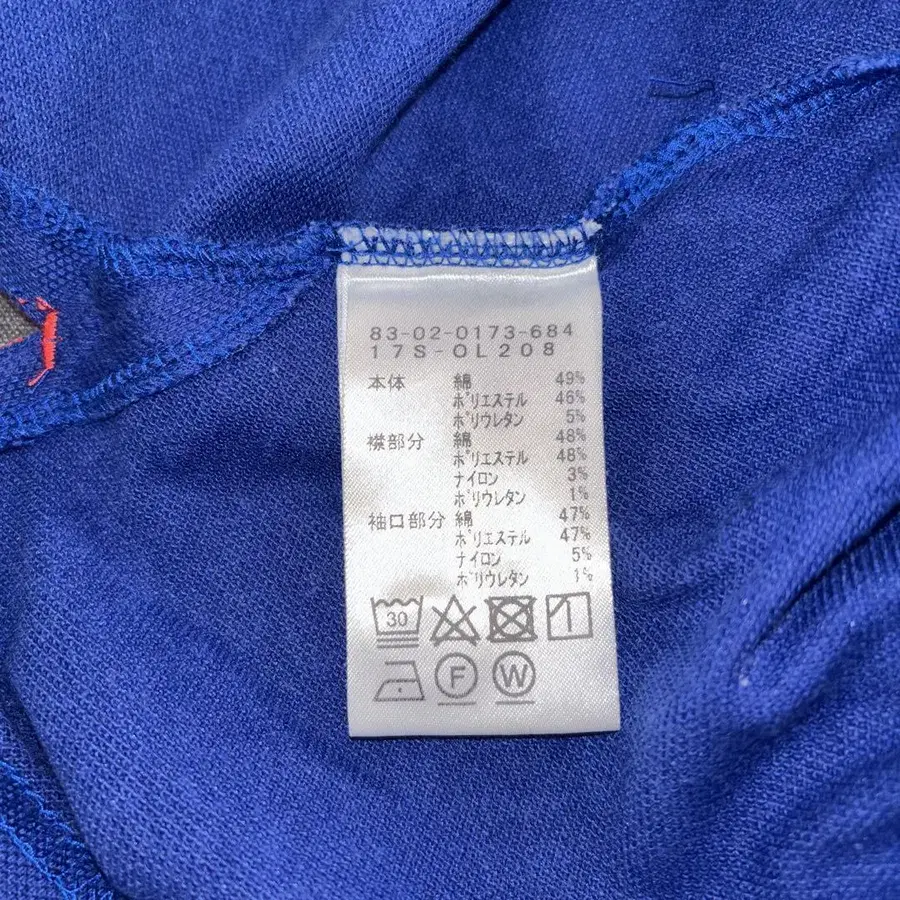 83-02-0173-684
17S-OL208
本体 綿 49%
ポリエステル 46%
ポリウレタン 5%
襟部分 綿 48%
ポリエステル 48%
ナイロン 3%
ポリウレタン 1%
袖口部分 綿 47%
ポリエステル 47%
ナイロン 5%
ポリウレタン 1%
30
F W